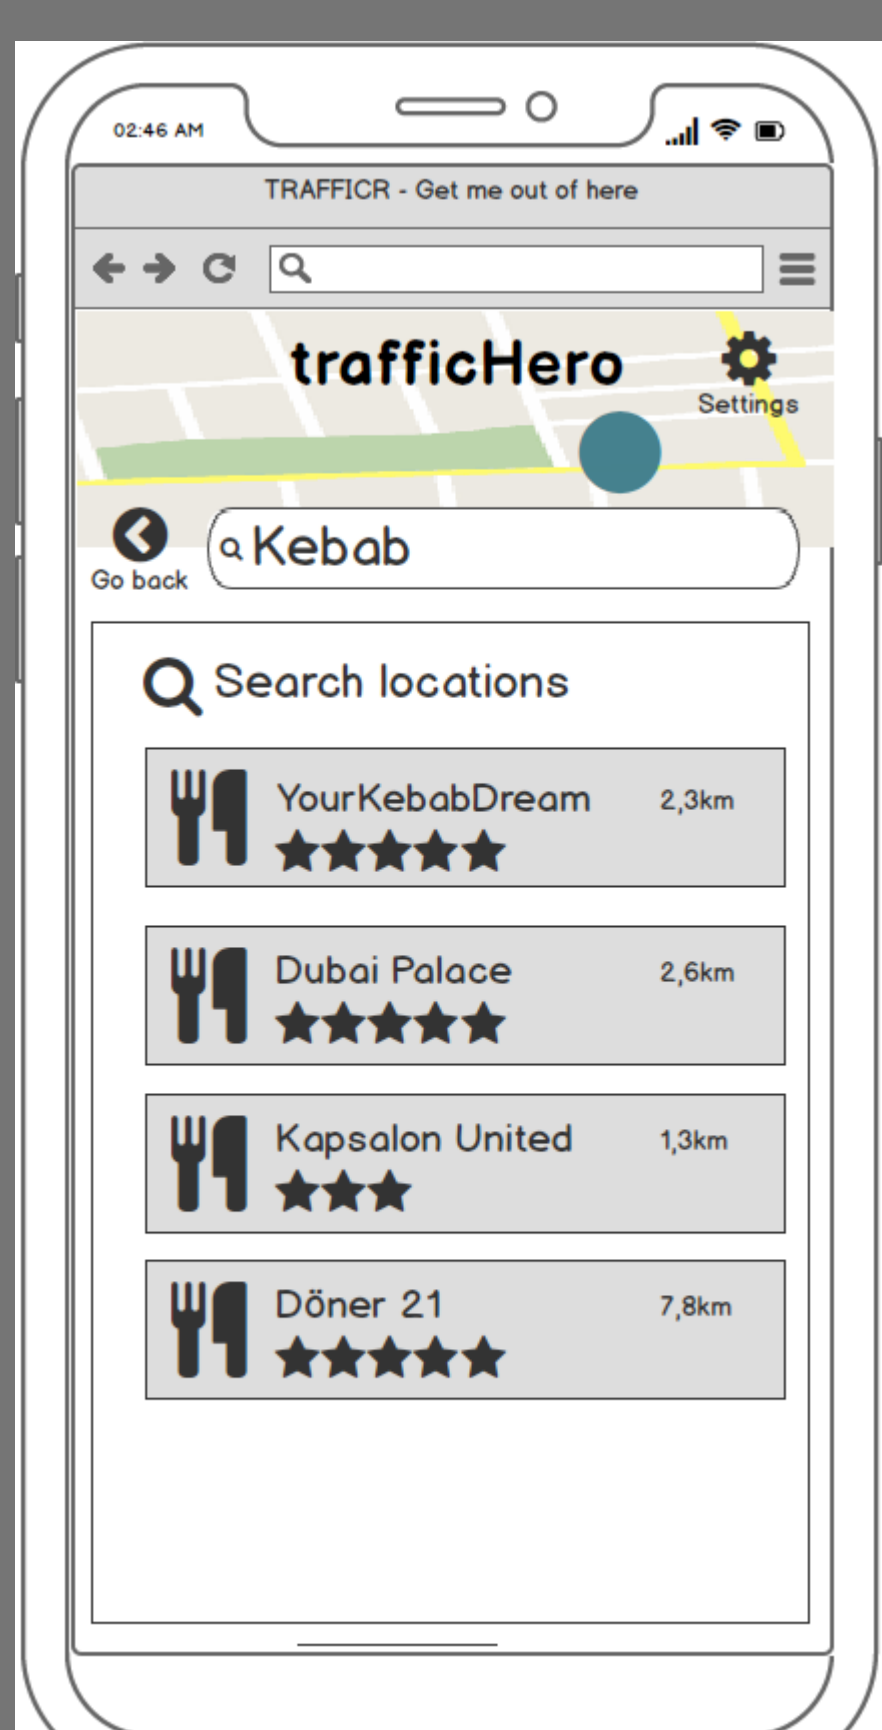 02:46 AM
TRAFFICR - Get me out of here
trafficHero
Settings
Kebab
Go back
Search locations
YourKebabDream 2,3km
Dubai Palace 2,6km
Kapsalon United 1,3km
Döner 21 7,8km